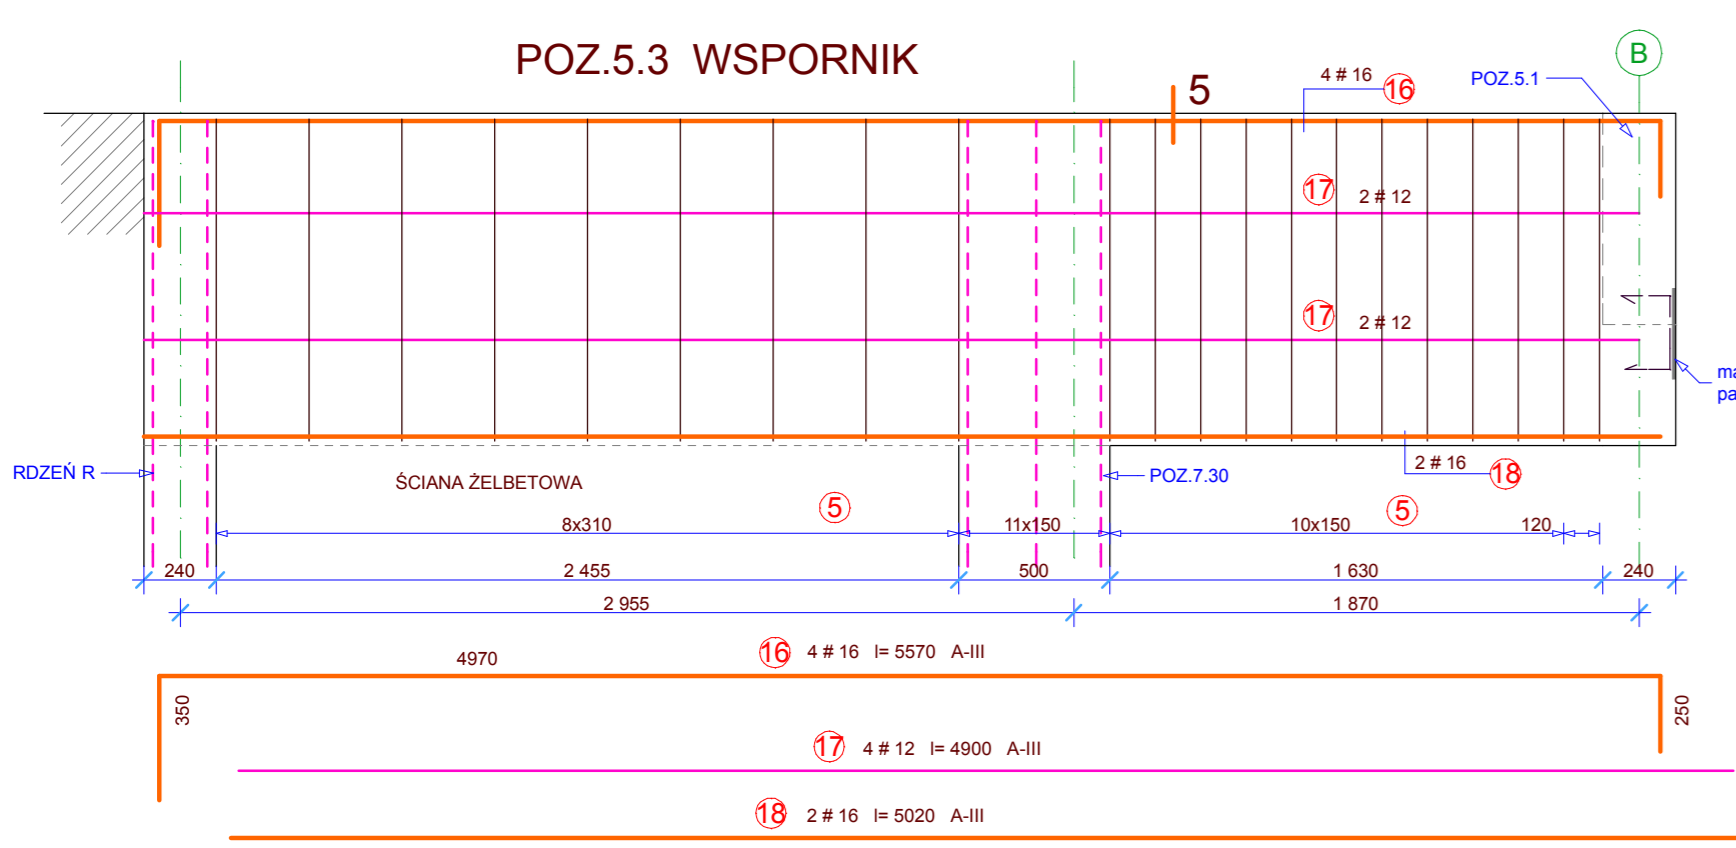 POZ.5.3 WSPORNIK
B
5
4 # 16
16
POZ.5.1
17
2 # 12
17
2 # 12
RDZEŃ R
ŚCIANA ŻELBETOWA
2 # 16
18
POZ.7.30
5
5
8x310
11x150
10x150
120
240
2 455
500
1 630
240
2 955
1 870
16 4 # 16 l= 5570 A-III
4970
350
250
17 4 # 12 l= 4900 A-III
18 2 # 16 l= 5020 A-III